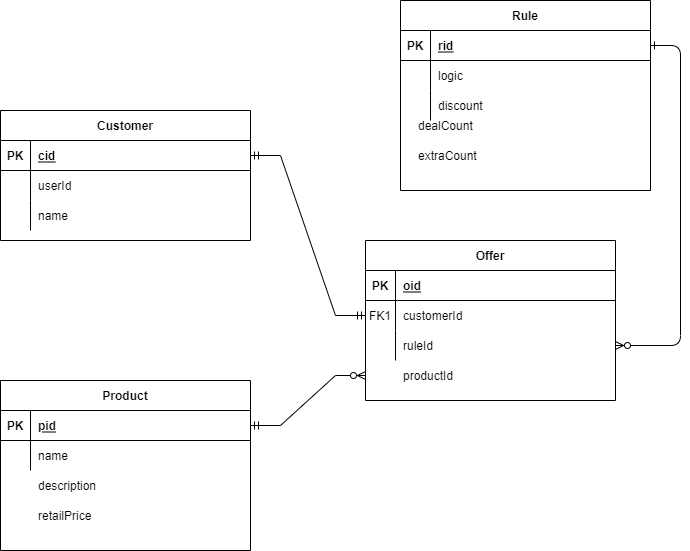 Rule
PK rid
logic
discount
dealCount
extraCount
Customer
PK cid
userId
name
Offer
PK oid
FK1 customerId
ruleId
productId
Product
PK pid
name
description
retailPrice